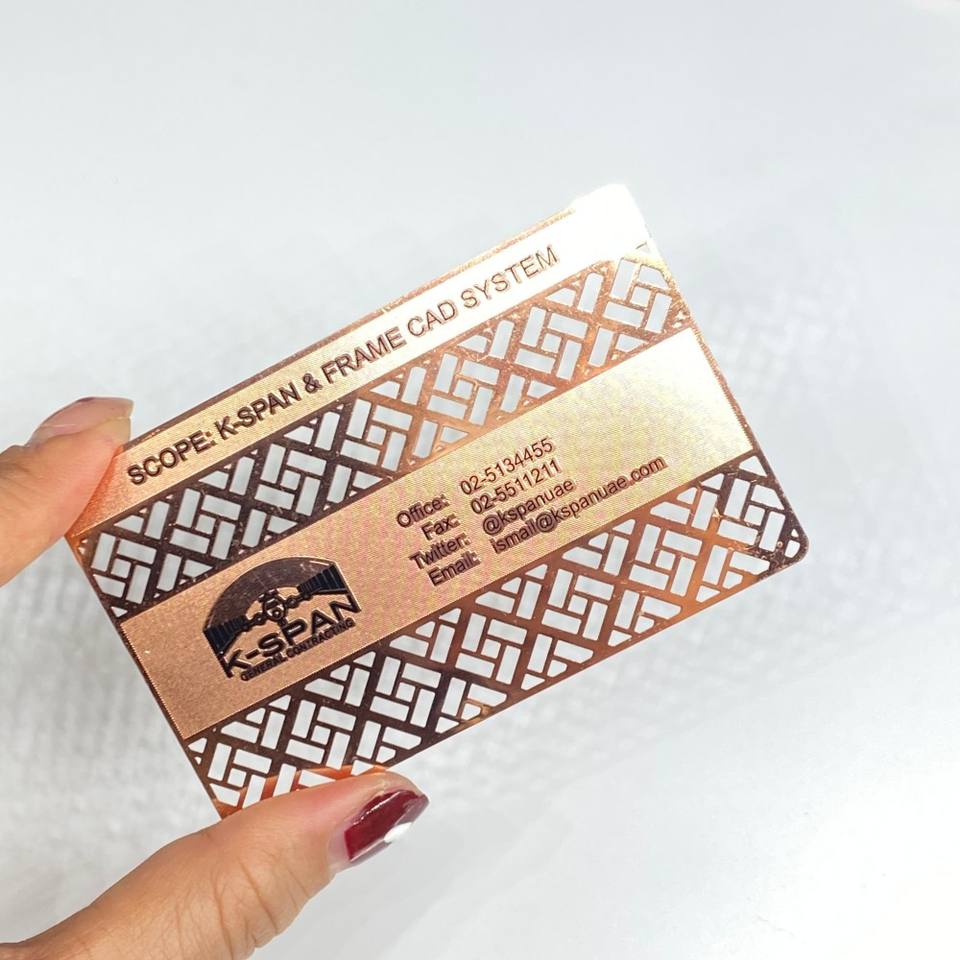 SCOPE: K-SPAN & FRAME CAD SYSTEM
Office: 02-5134455
Fax: 02-5511211
Twitter: @kspanuae
Email: ismail@kspanuae.com
K-SPAN
GENERAL CONTRACTING